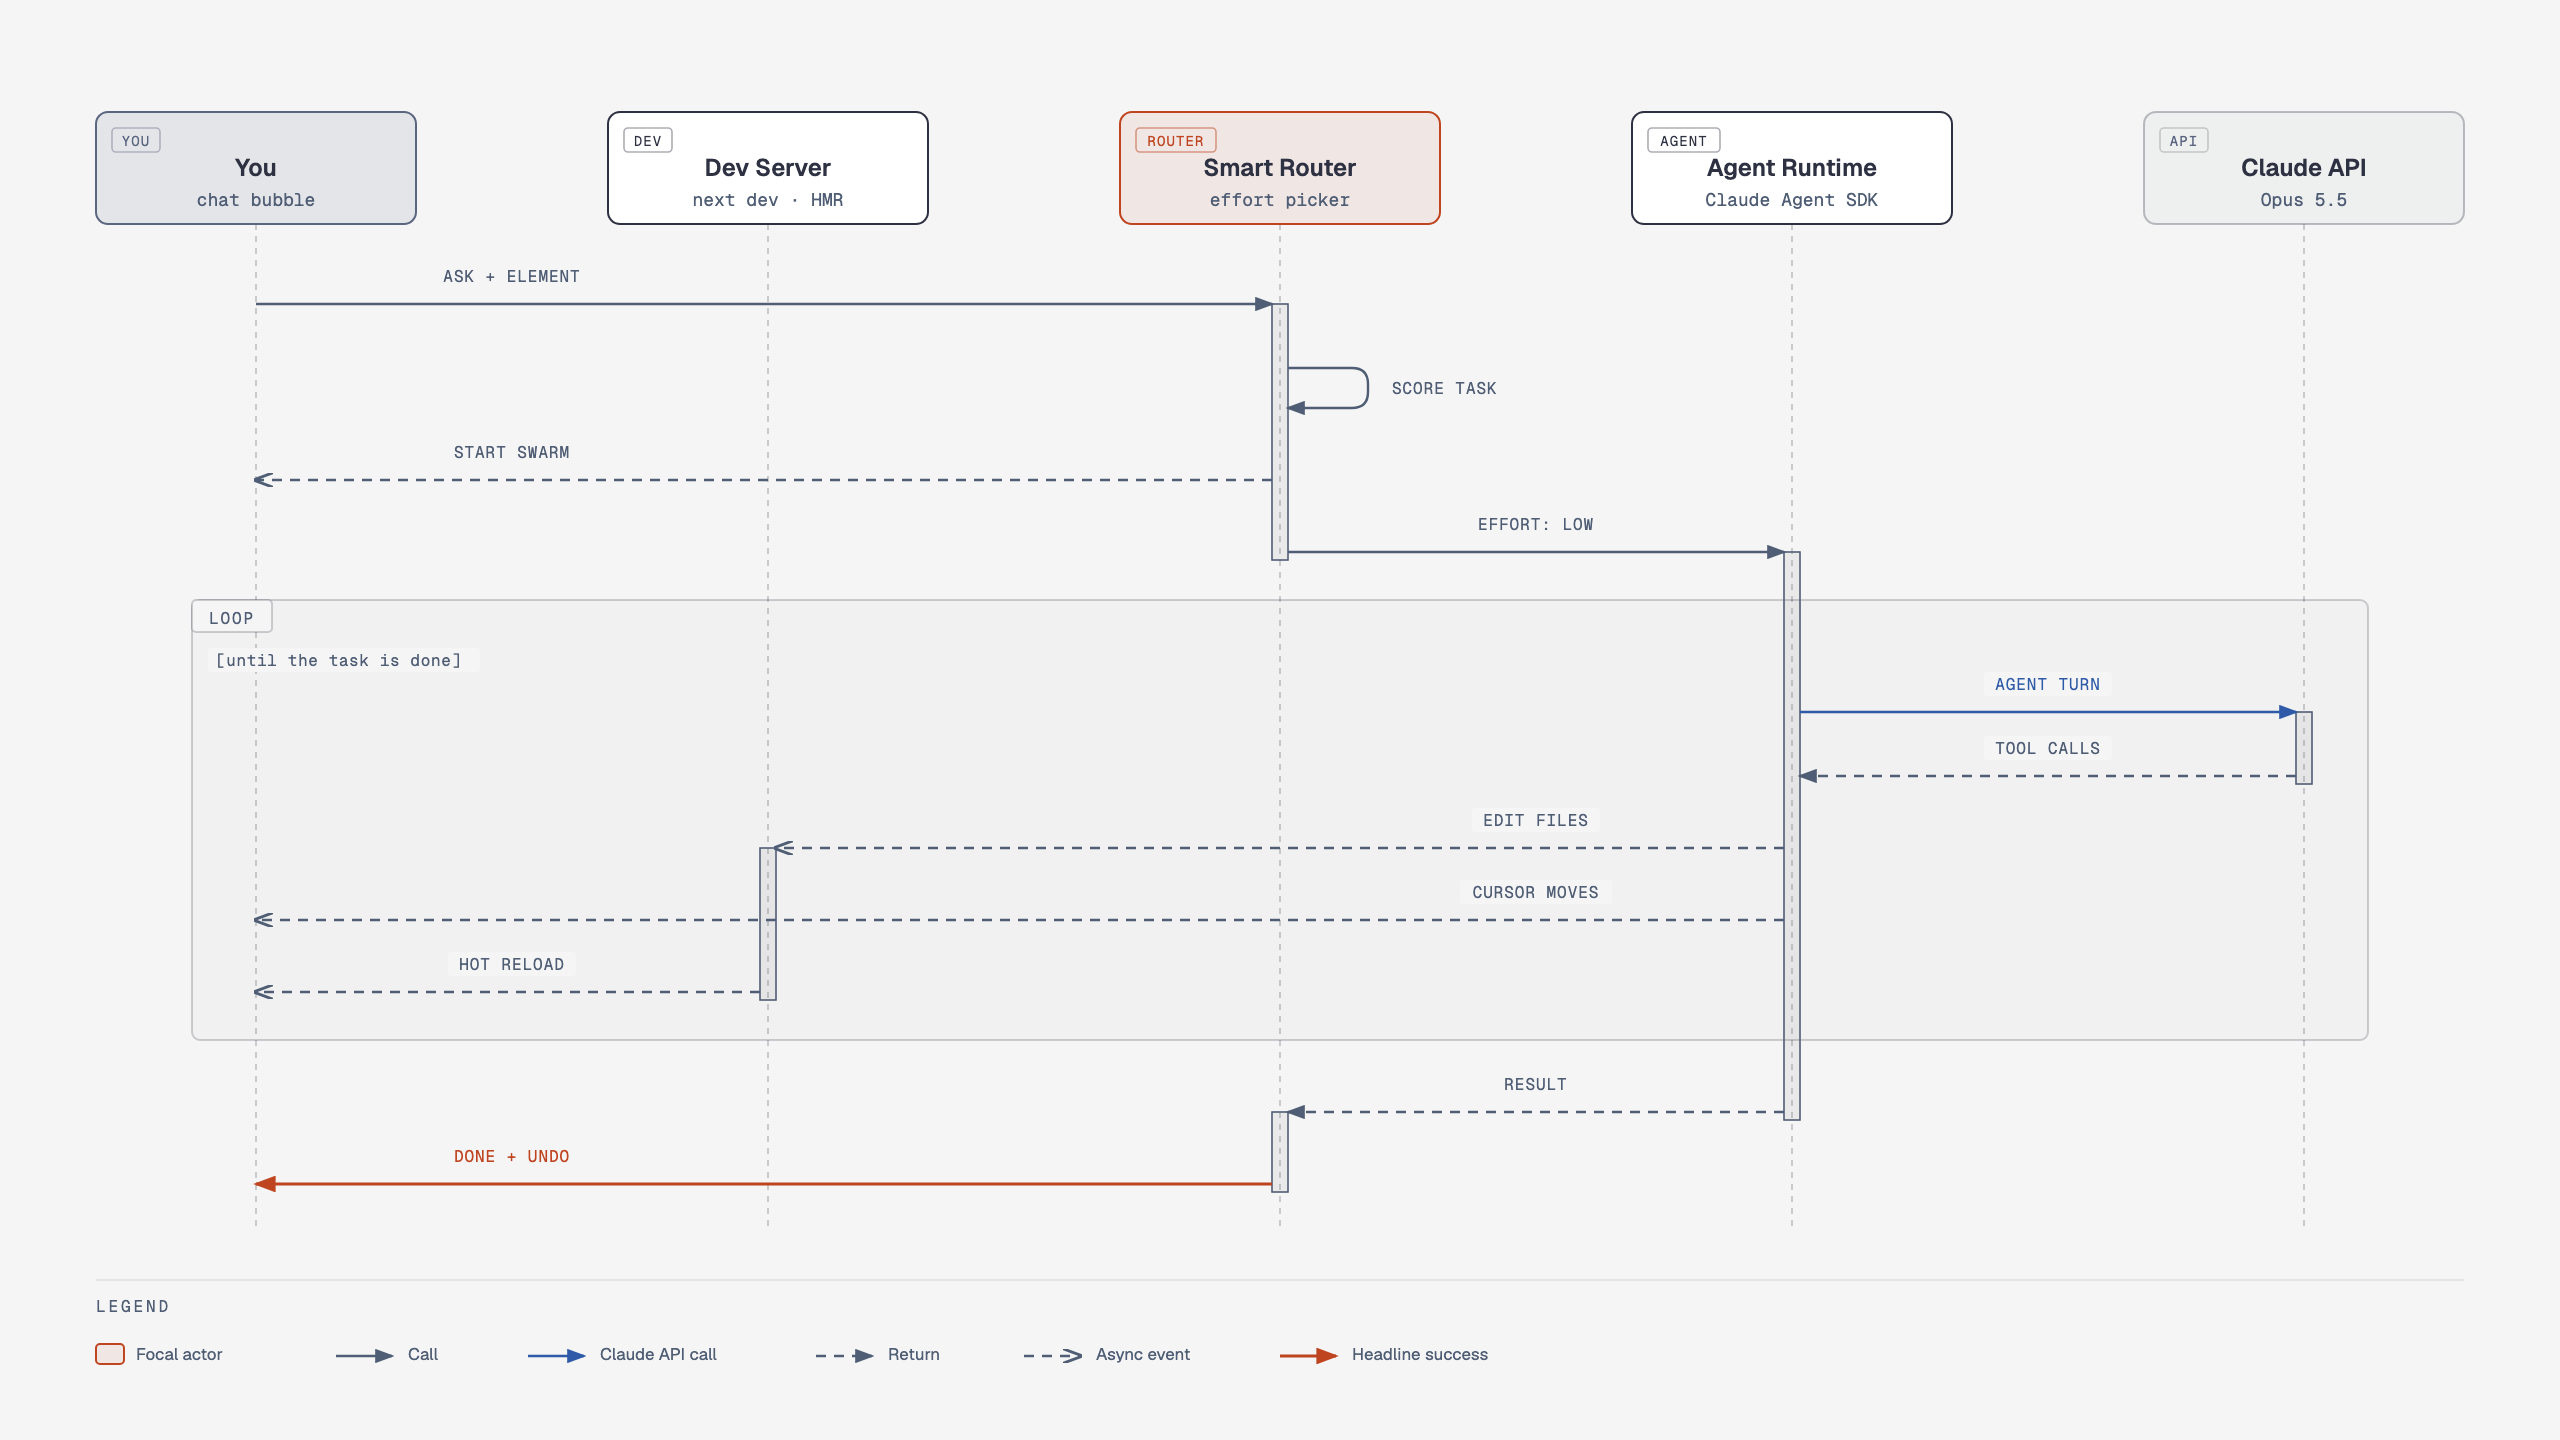 YOU
You
chat bubble
DEV
Dev Server
next dev · HMR
ROUTER
Smart Router
effort picker
AGENT
Agent Runtime
Claude Agent SDK
API
Claude API
Opus 5.5
ASK + ELEMENT
SCORE TASK
START SWARM
EFFORT: LOW
LOOP
[until the task is done]
AGENT TURN
TOOL CALLS
EDIT FILES
CURSOR MOVES
HOT RELOAD
RESULT
DONE + UNDO
LEGEND
Focal actor
Call
Claude API call
Return
Async event
Headline success